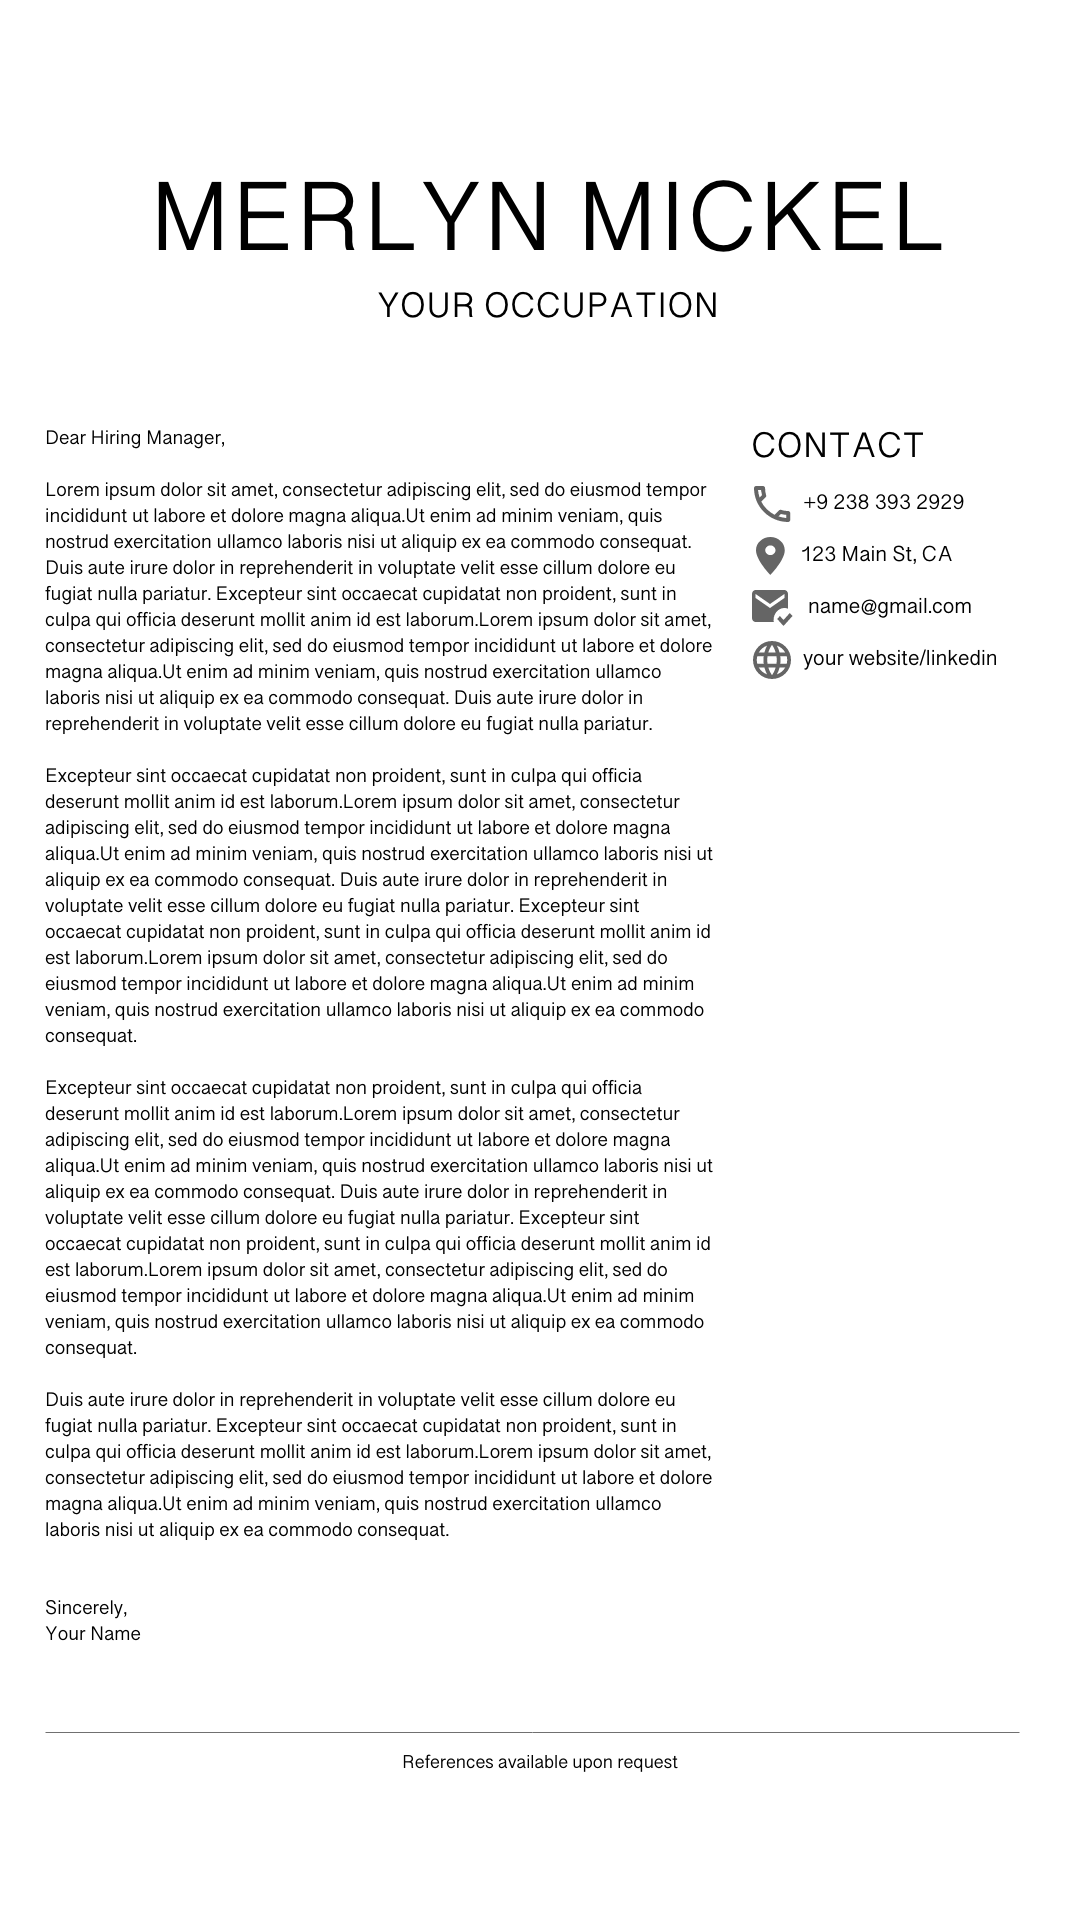 MERLYN MICKEL
YOUR OCCUPATION
Dear Hiring Manager,
Lorem ipsum dolor sit amet, consectetur adipiscing elit, sed do eiusmod tempor
incididunt ut labore et dolore magna aliqua.Ut enim ad minim veniam, quis
nostrud exercitation ullamco laboris nisi ut aliquip ex ea commodo consequat.
Duis aute irure dolor in reprehenderit in voluptate velit esse cillum dolore eu
fugiat nulla pariatur. Excepteur sint occaecat cupidatat non proident, sunt in
culpa qui officia deserunt mollit anim id est laborum.Lorem ipsum dolor sit amet,
consectetur adipiscing elit, sed do eiusmod tempor incididunt ut labore et dolore
magna aliqua.Ut enim ad minim veniam, quis nostrud exercitation ullamco
laboris nisi ut aliquip ex ea commodo consequat. Duis aute irure dolor in
reprehenderit in voluptate velit esse cillum dolore eu fugiat nulla pariatur.
Excepteur sint occaecat cupidatat non proident, sunt in culpa qui officia
deserunt mollit anim id est laborum.Lorem ipsum dolor sit amet, consectetur
adipiscing elit, sed do eiusmod tempor incididunt ut labore et dolore magna
aliqua.Ut enim ad minim veniam, quis nostrud exercitation ullamco laboris nisi ut
aliquip ex ea commodo consequat. Duis aute irure dolor in reprehenderit in
voluptate velit esse cillum dolore eu fugiat nulla pariatur. Excepteur sint
occaecat cupidatat non proident, sunt in culpa qui officia deserunt mollit anim id
est laborum.Lorem ipsum dolor sit amet, consectetur adipiscing elit, sed do
eiusmod tempor incididunt ut labore et dolore magna aliqua.Ut enim ad minim
veniam, quis nostrud exercitation ullamco laboris nisi ut aliquip ex ea commodo
consequat.
Excepteur sint occaecat cupidatat non proident, sunt in culpa qui officia
deserunt mollit anim id est laborum.Lorem ipsum dolor sit amet, consectetur
adipiscing elit, sed do eiusmod tempor incididunt ut labore et dolore magna
aliqua.Ut enim ad minim veniam, quis nostrud exercitation ullamco laboris nisi ut
aliquip ex ea commodo consequat. Duis aute irure dolor in reprehenderit in
voluptate velit esse cillum dolore eu fugiat nulla pariatur. Excepteur sint
occaecat cupidatat non proident, sunt in culpa qui officia deserunt mollit anim id
est laborum.Lorem ipsum dolor sit amet, consectetur adipiscing elit, sed do
eiusmod tempor incididunt ut labore et dolore magna aliqua.Ut enim ad minim
veniam, quis nostrud exercitation ullamco laboris nisi ut aliquip ex ea commodo
consequat.
Duis aute irure dolor in reprehenderit in voluptate velit esse cillum dolore eu
fugiat nulla pariatur. Excepteur sint occaecat cupidatat non proident, sunt in
culpa qui officia deserunt mollit anim id est laborum.Lorem ipsum dolor sit amet,
consectetur adipiscing elit, sed do eiusmod tempor incididunt ut labore et dolore
magna aliqua.Ut enim ad minim veniam, quis nostrud exercitation ullamco
laboris nisi ut aliquip ex ea commodo consequat.
Sincerely,
Your Name
CONTACT
+9 238 393 2929
123 Main St, CA
name@gmail.com
your website/linkedin
References available upon request